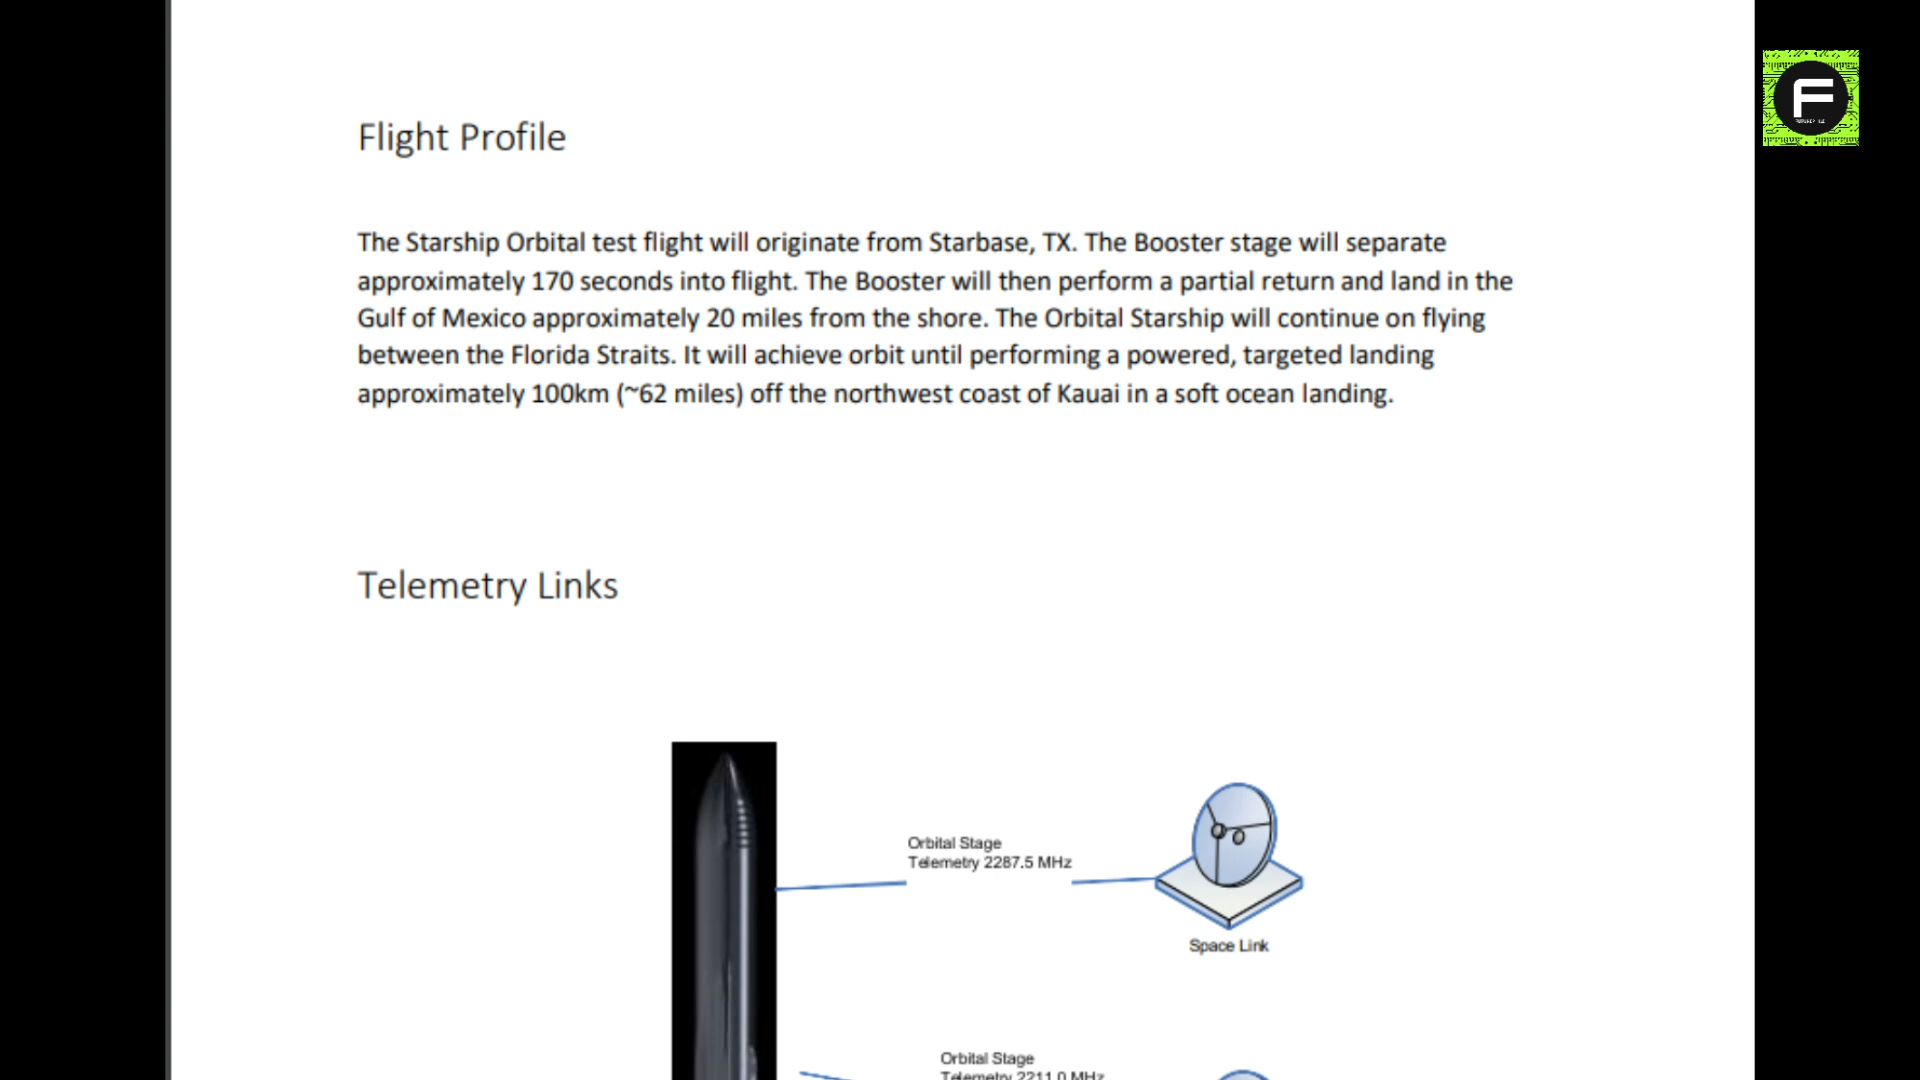 Flight Profile
The Starship Orbital test flight will originate from Starbase, TX. The Booster stage will separate
approximately 170 seconds into flight. The Booster will then perform a partial return and land in the
Gulf of Mexico approximately 20 miles from the shore. The Orbital Starship will continue on flying
between the Florida Straits. It will achieve orbit until performing a powered, targeted landing
approximately 100km (~62 miles) off the northwest coast of Kauai in a soft ocean landing.
Telemetry Links
Orbital Stage
Telemetry 2287.5 MHz
Space Link
Orbital Stage
Telemetry 2211.0 MHz
F